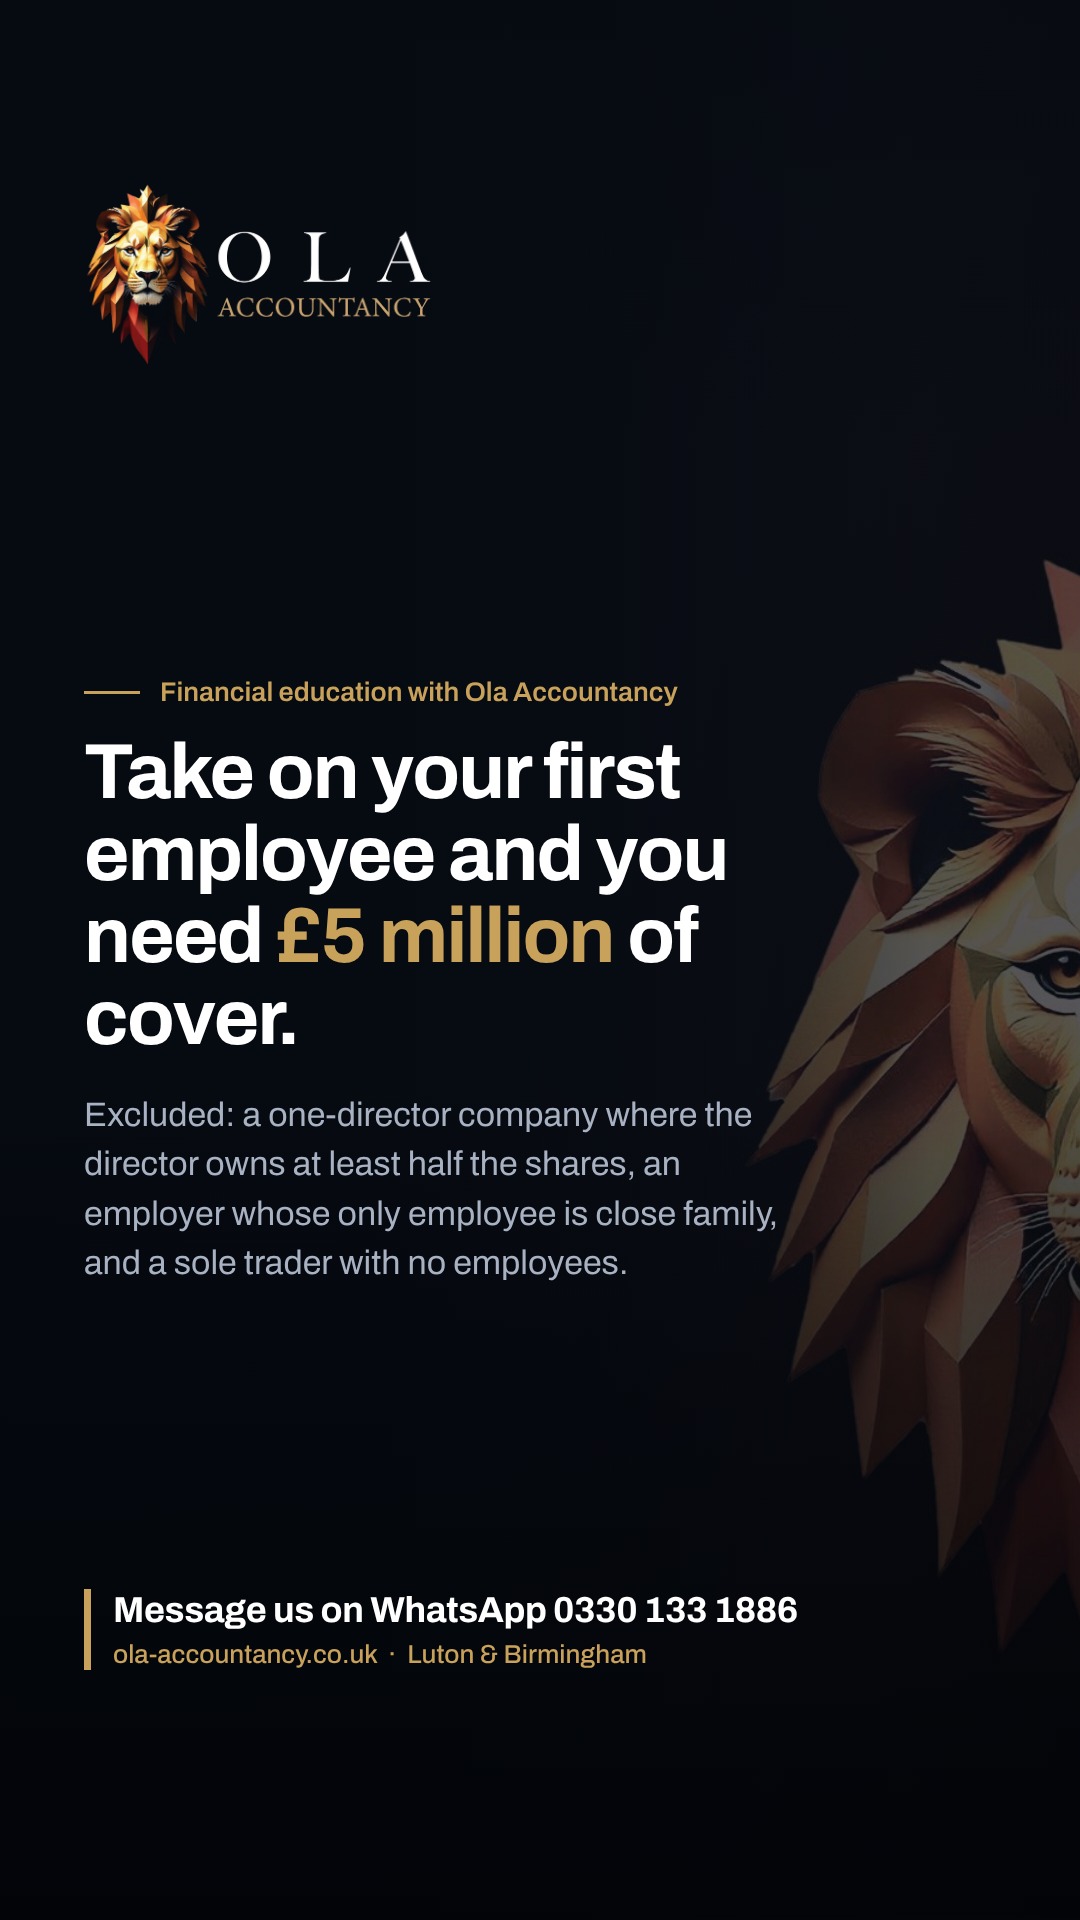 OLA
ACCOUNTANCY
Financial education with Ola Accountancy
Take on your first
employee and you
need £5 million of
cover.
Excluded: a one-director company where the
director owns at least half the shares, an
employer whose only employee is close family,
and a sole trader with no employees.
Message us on WhatsApp 0330 133 1886
ola-accountancy.co.uk · Luton & Birmingham